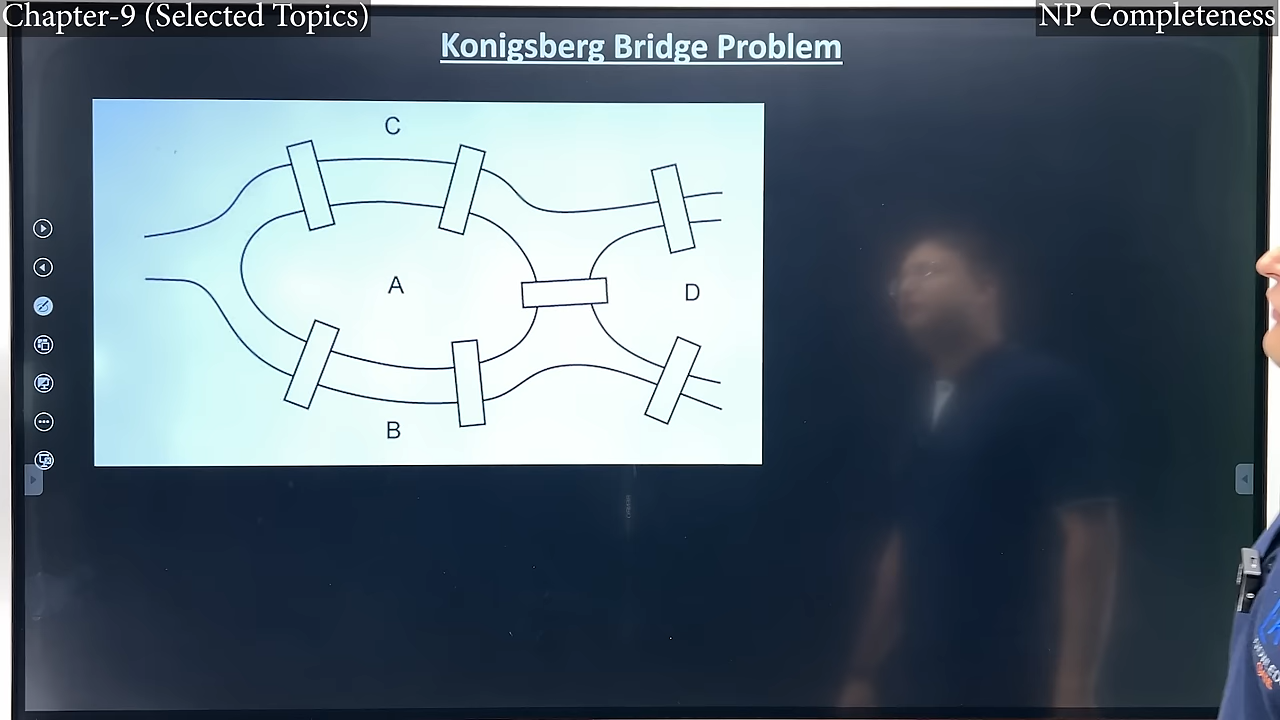 Chapter-9 (Selected Topics)
NP Completeness
Konigsberg Bridge Problem
C
A
D
B